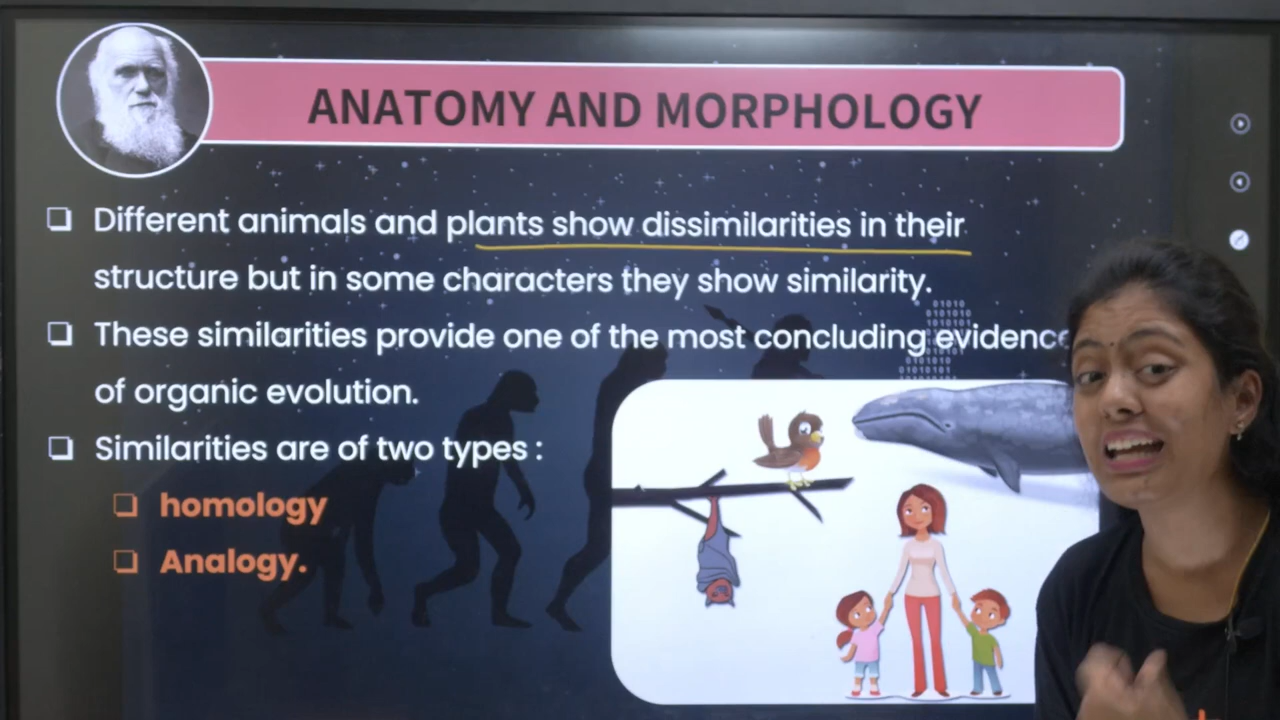 ANATOMY AND MORPHOLOGY
Different animals and plants show dissimilarities in their
structure but in some characters they show similarity.
These similarities provide one of the most concluding evidence
of organic evolution.
Similarities are of two types :
homology
Analogy.